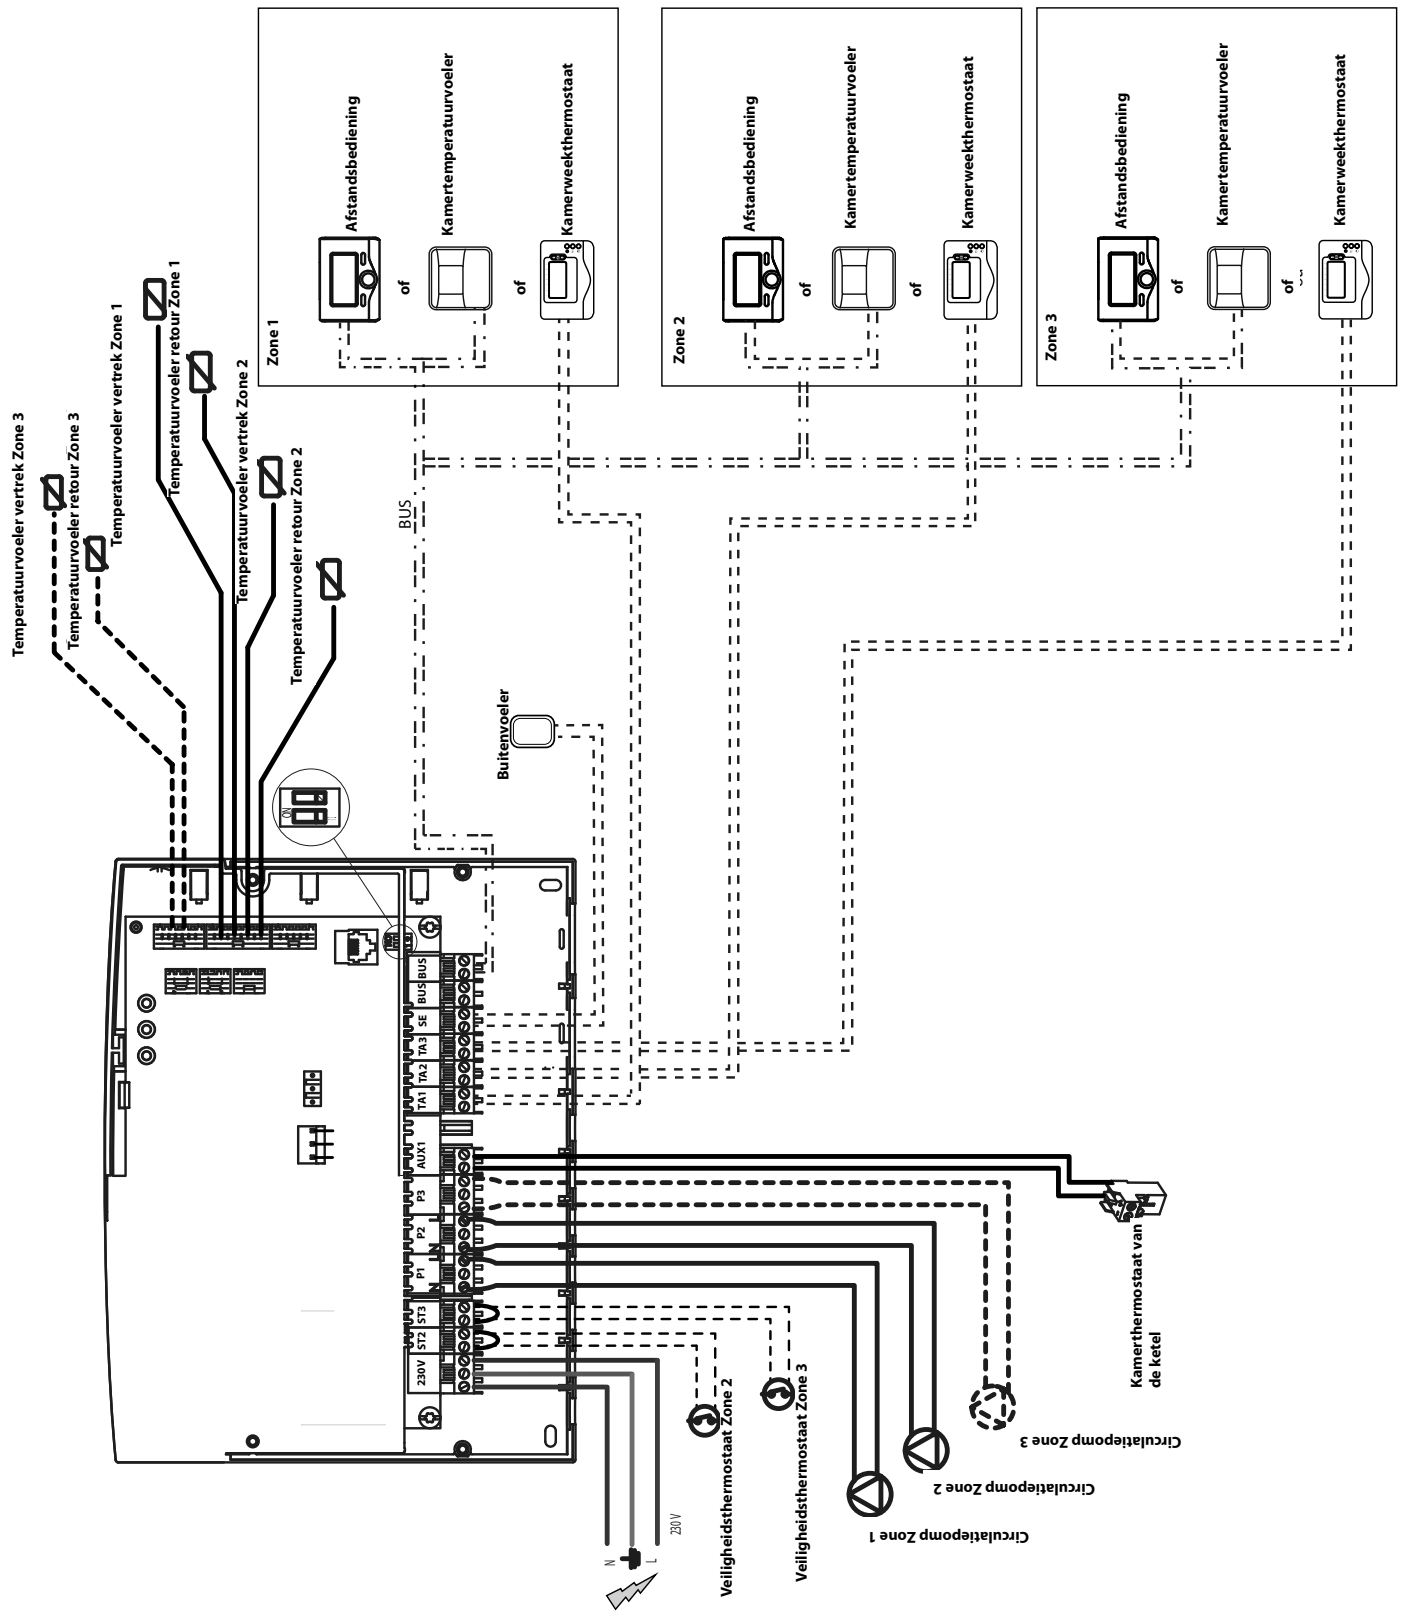 Zone 1
Afstandsbediening
of
Kamertemperatuurvoeler
of
Kamerweekthermostaat
Zone 2
Afstandsbediening
of
Kamertemperatuurvoeler
of
Kamerweekthermostaat
Zone 3
Afstandsbediening
of
Kamertemperatuurvoeler
of
Kamerweekthermostaat
Temperatuurvoeler vertrek Zone 3
Temperatuurvoeler retour Zone 3
Temperatuurvoeler vertrek Zone 1
Temperatuurvoeler retour Zone 1
Temperatuurvoeler vertrek Zone 2
Temperatuurvoeler retour Zone 2
BUS
Buitenvoeler
ON
BUS
BUS
SE
TA3
TA2
TA1
AUX1
P3
P2
P1
ST3
ST2
230V
L
N
L
N
N
L
230 V
Veiligheidsthermostaat Zone 2
Veiligheidsthermostaat Zone 3
Circulatiepomp Zone 1
Circulatiepomp Zone 2
Circulatiepomp Zone 3
Kamerthermostaat van
de ketel